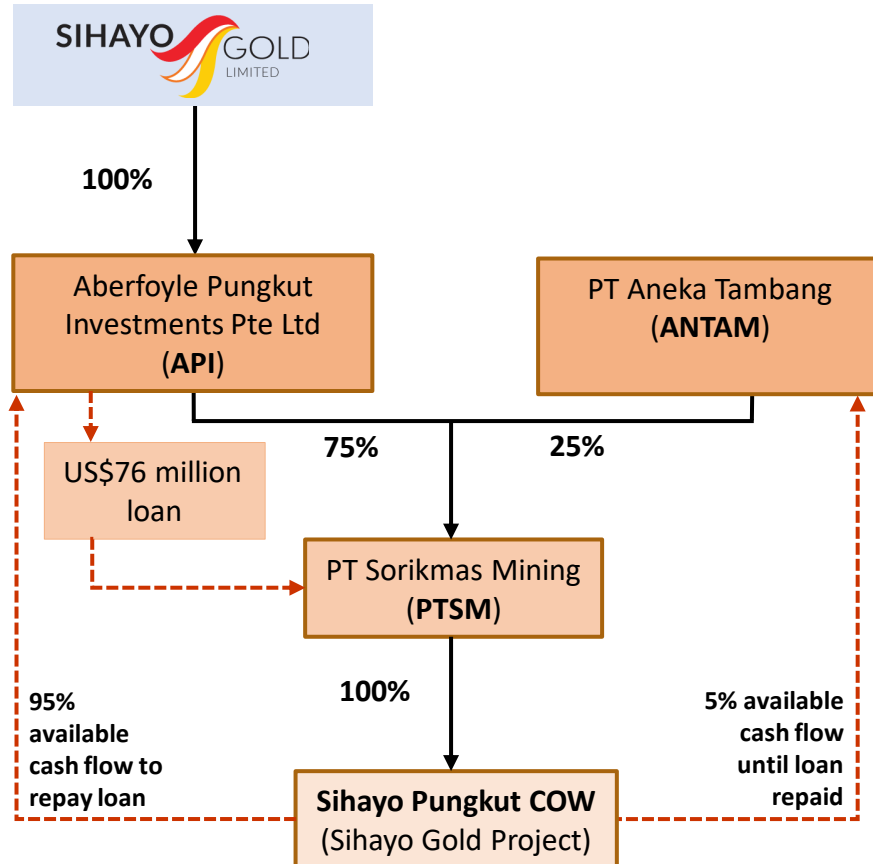 SIHAYO
GOLD
LIMITED
100%
Aberfoyle Pungkut
Investments Pte Ltd
(API)
PT Aneka Tambang
(ANTAM)
75%
25%
US$76 million
loan
PT Sorikmas Mining
(PTSM)
100%
95%
available
cash flow to
repay loan
5% available
cash flow
until loan
repaid
Sihayo Pungkut COW
(Sihayo Gold Project)